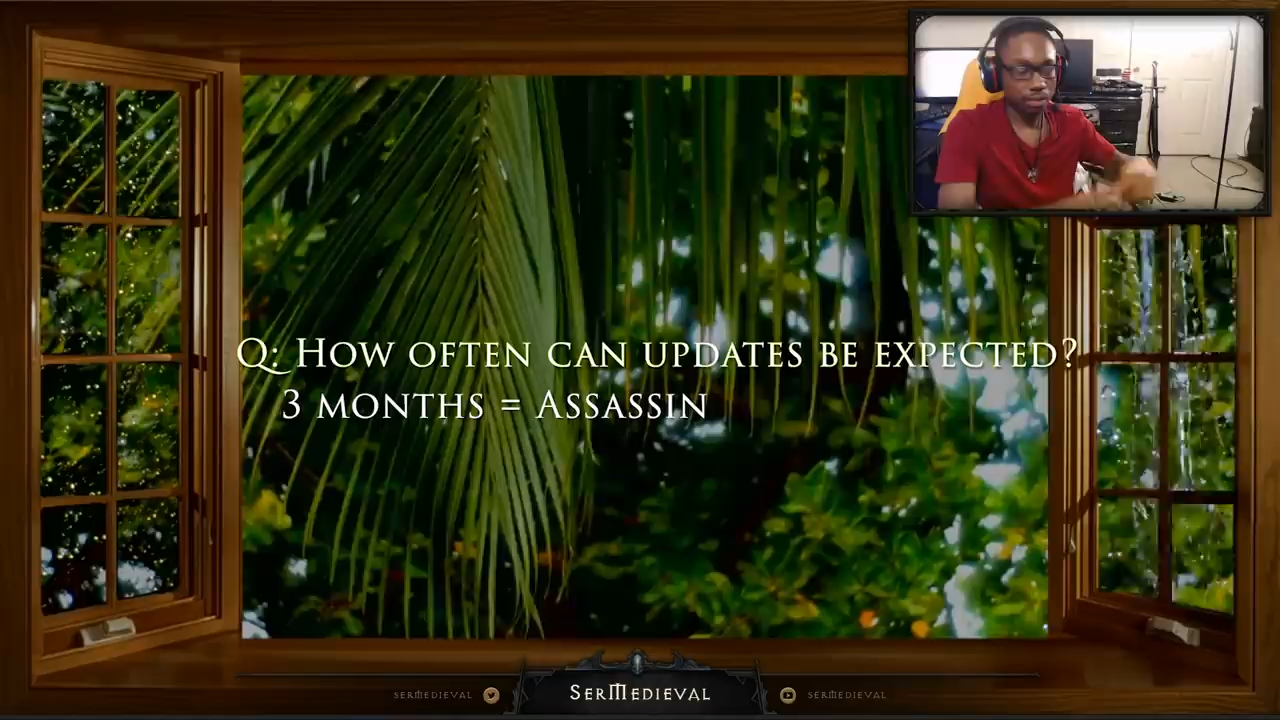 Q: How often can updates be expected?
3 months = Assassin
SERMEDIEVAL
SerMedieval
SERMEDIEVAL